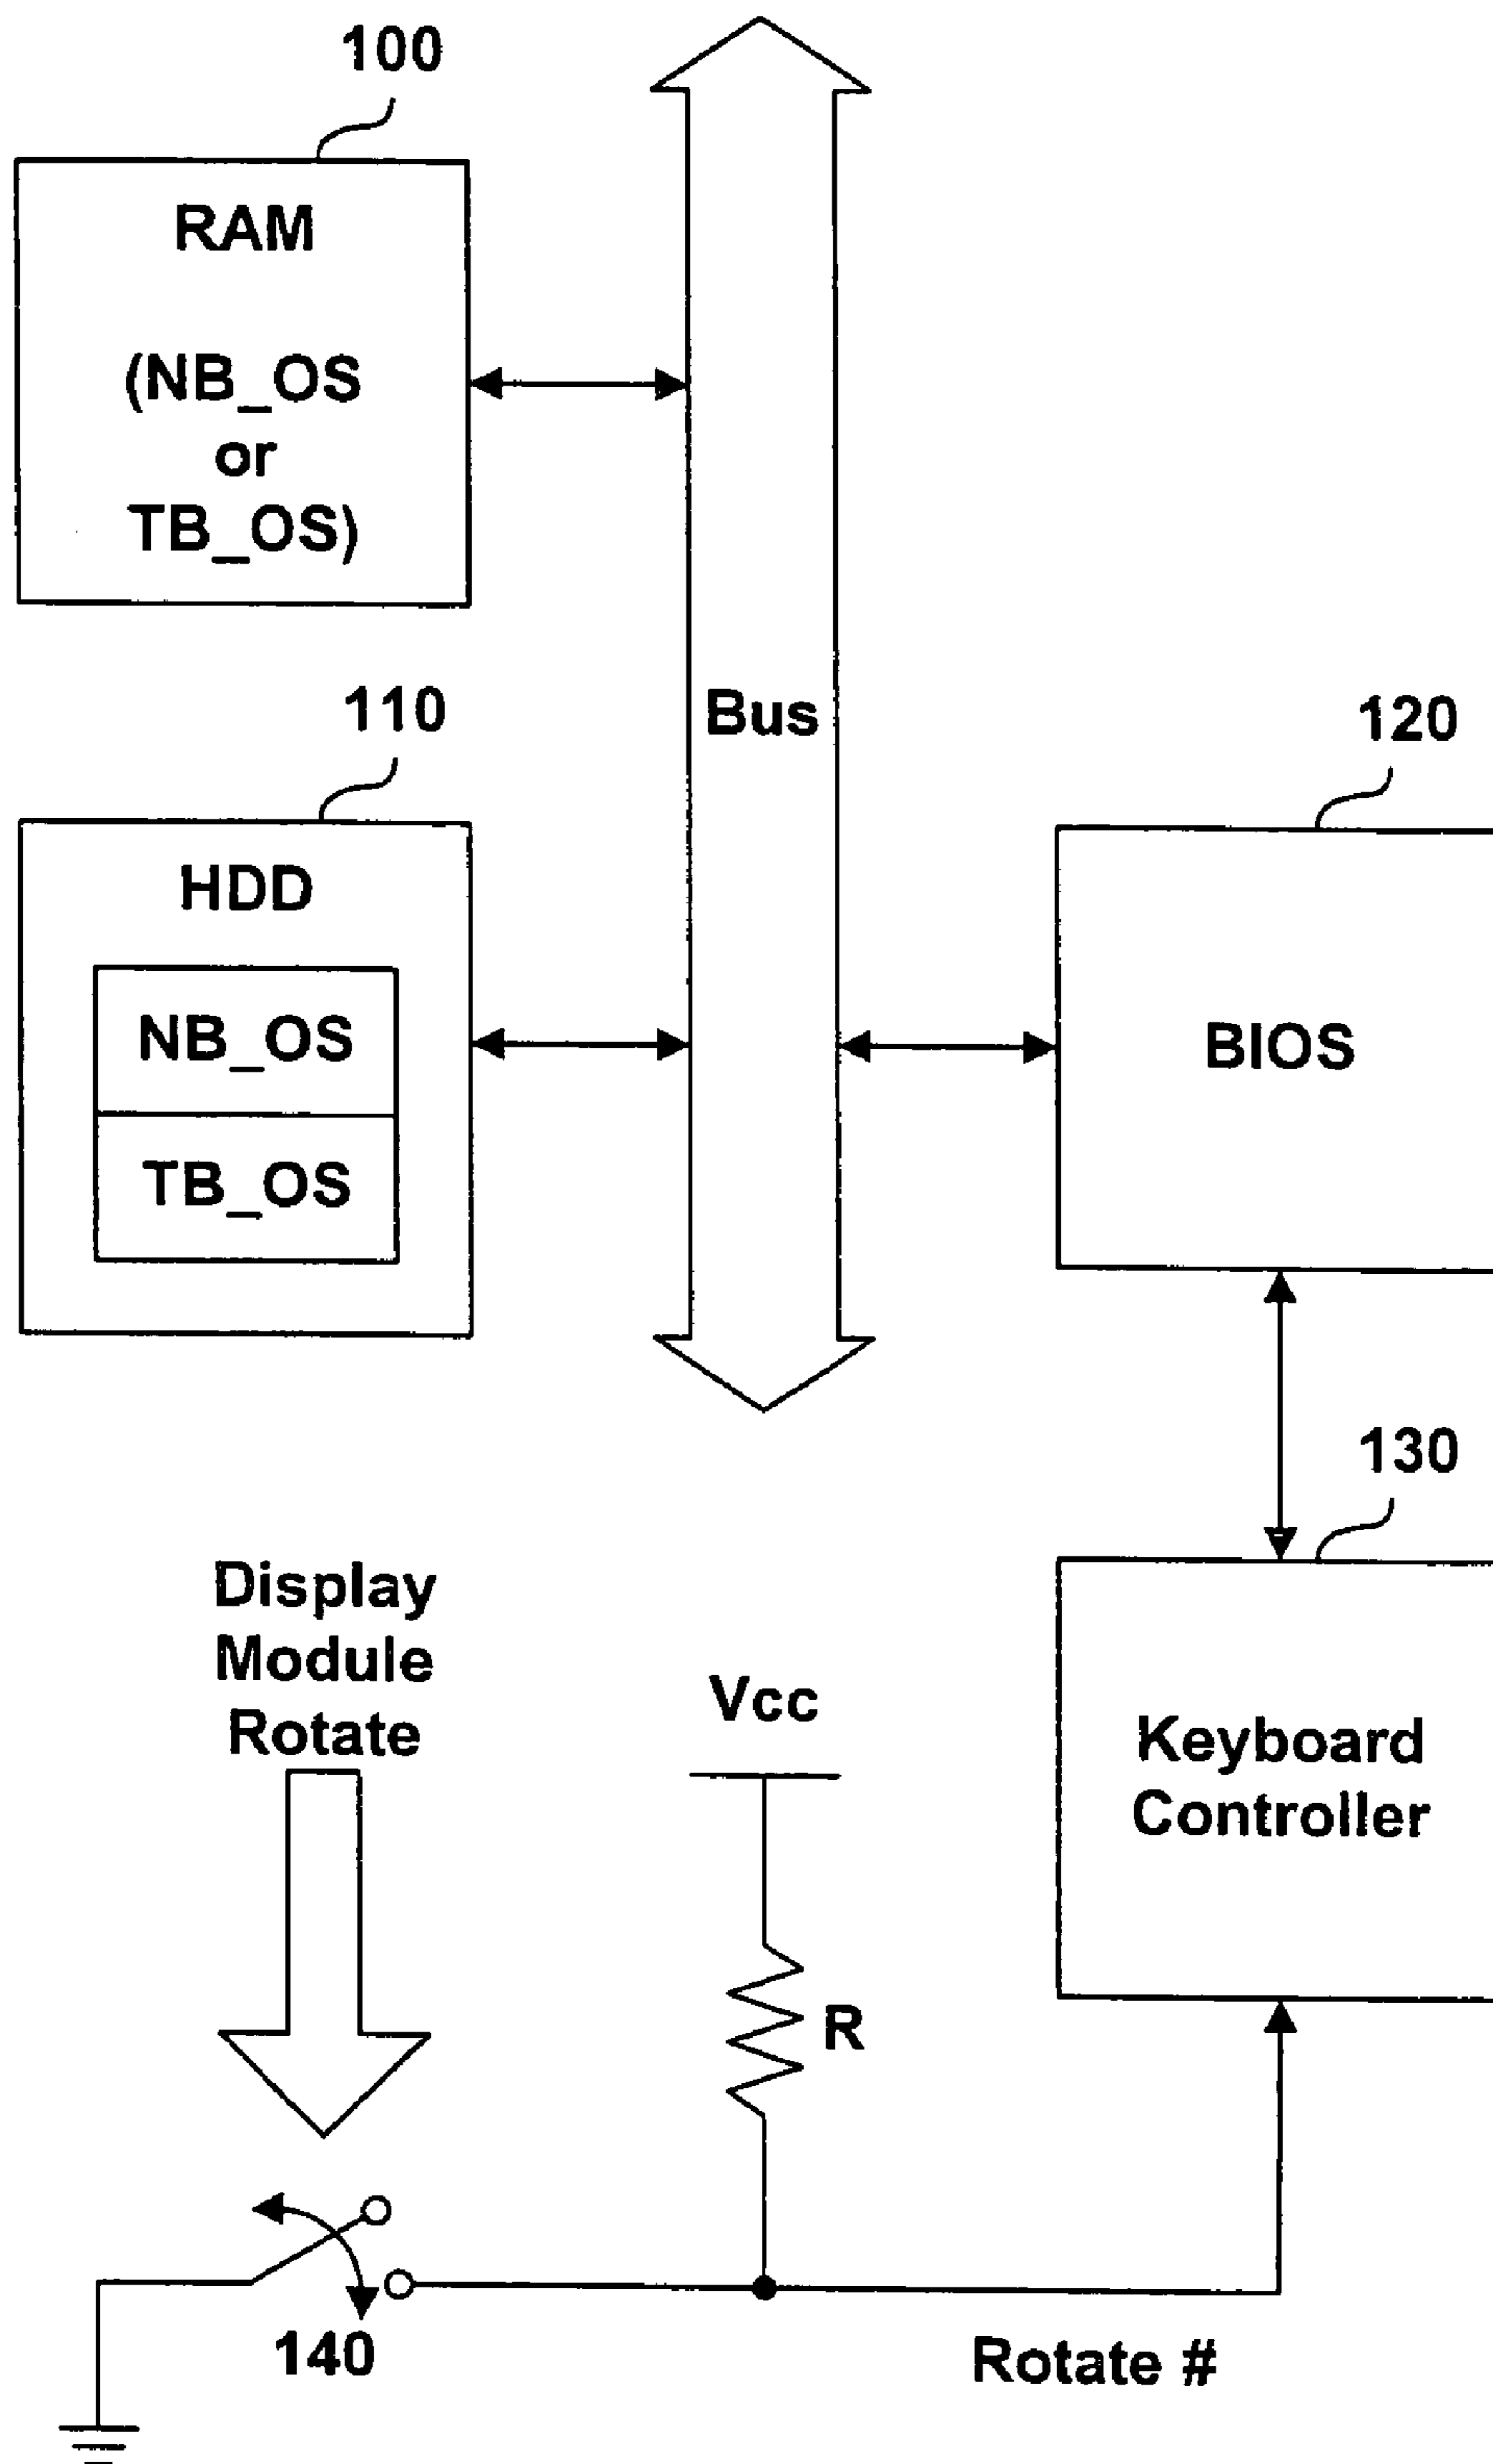 100
RAM
(NB_OS
or
TB_OS)
Bus
110
HDD
NB_OS
TB_OS
120
BIOS
130
Keyboard
Controller
Display
Module
Rotate
Vcc
R
140
Rotate #